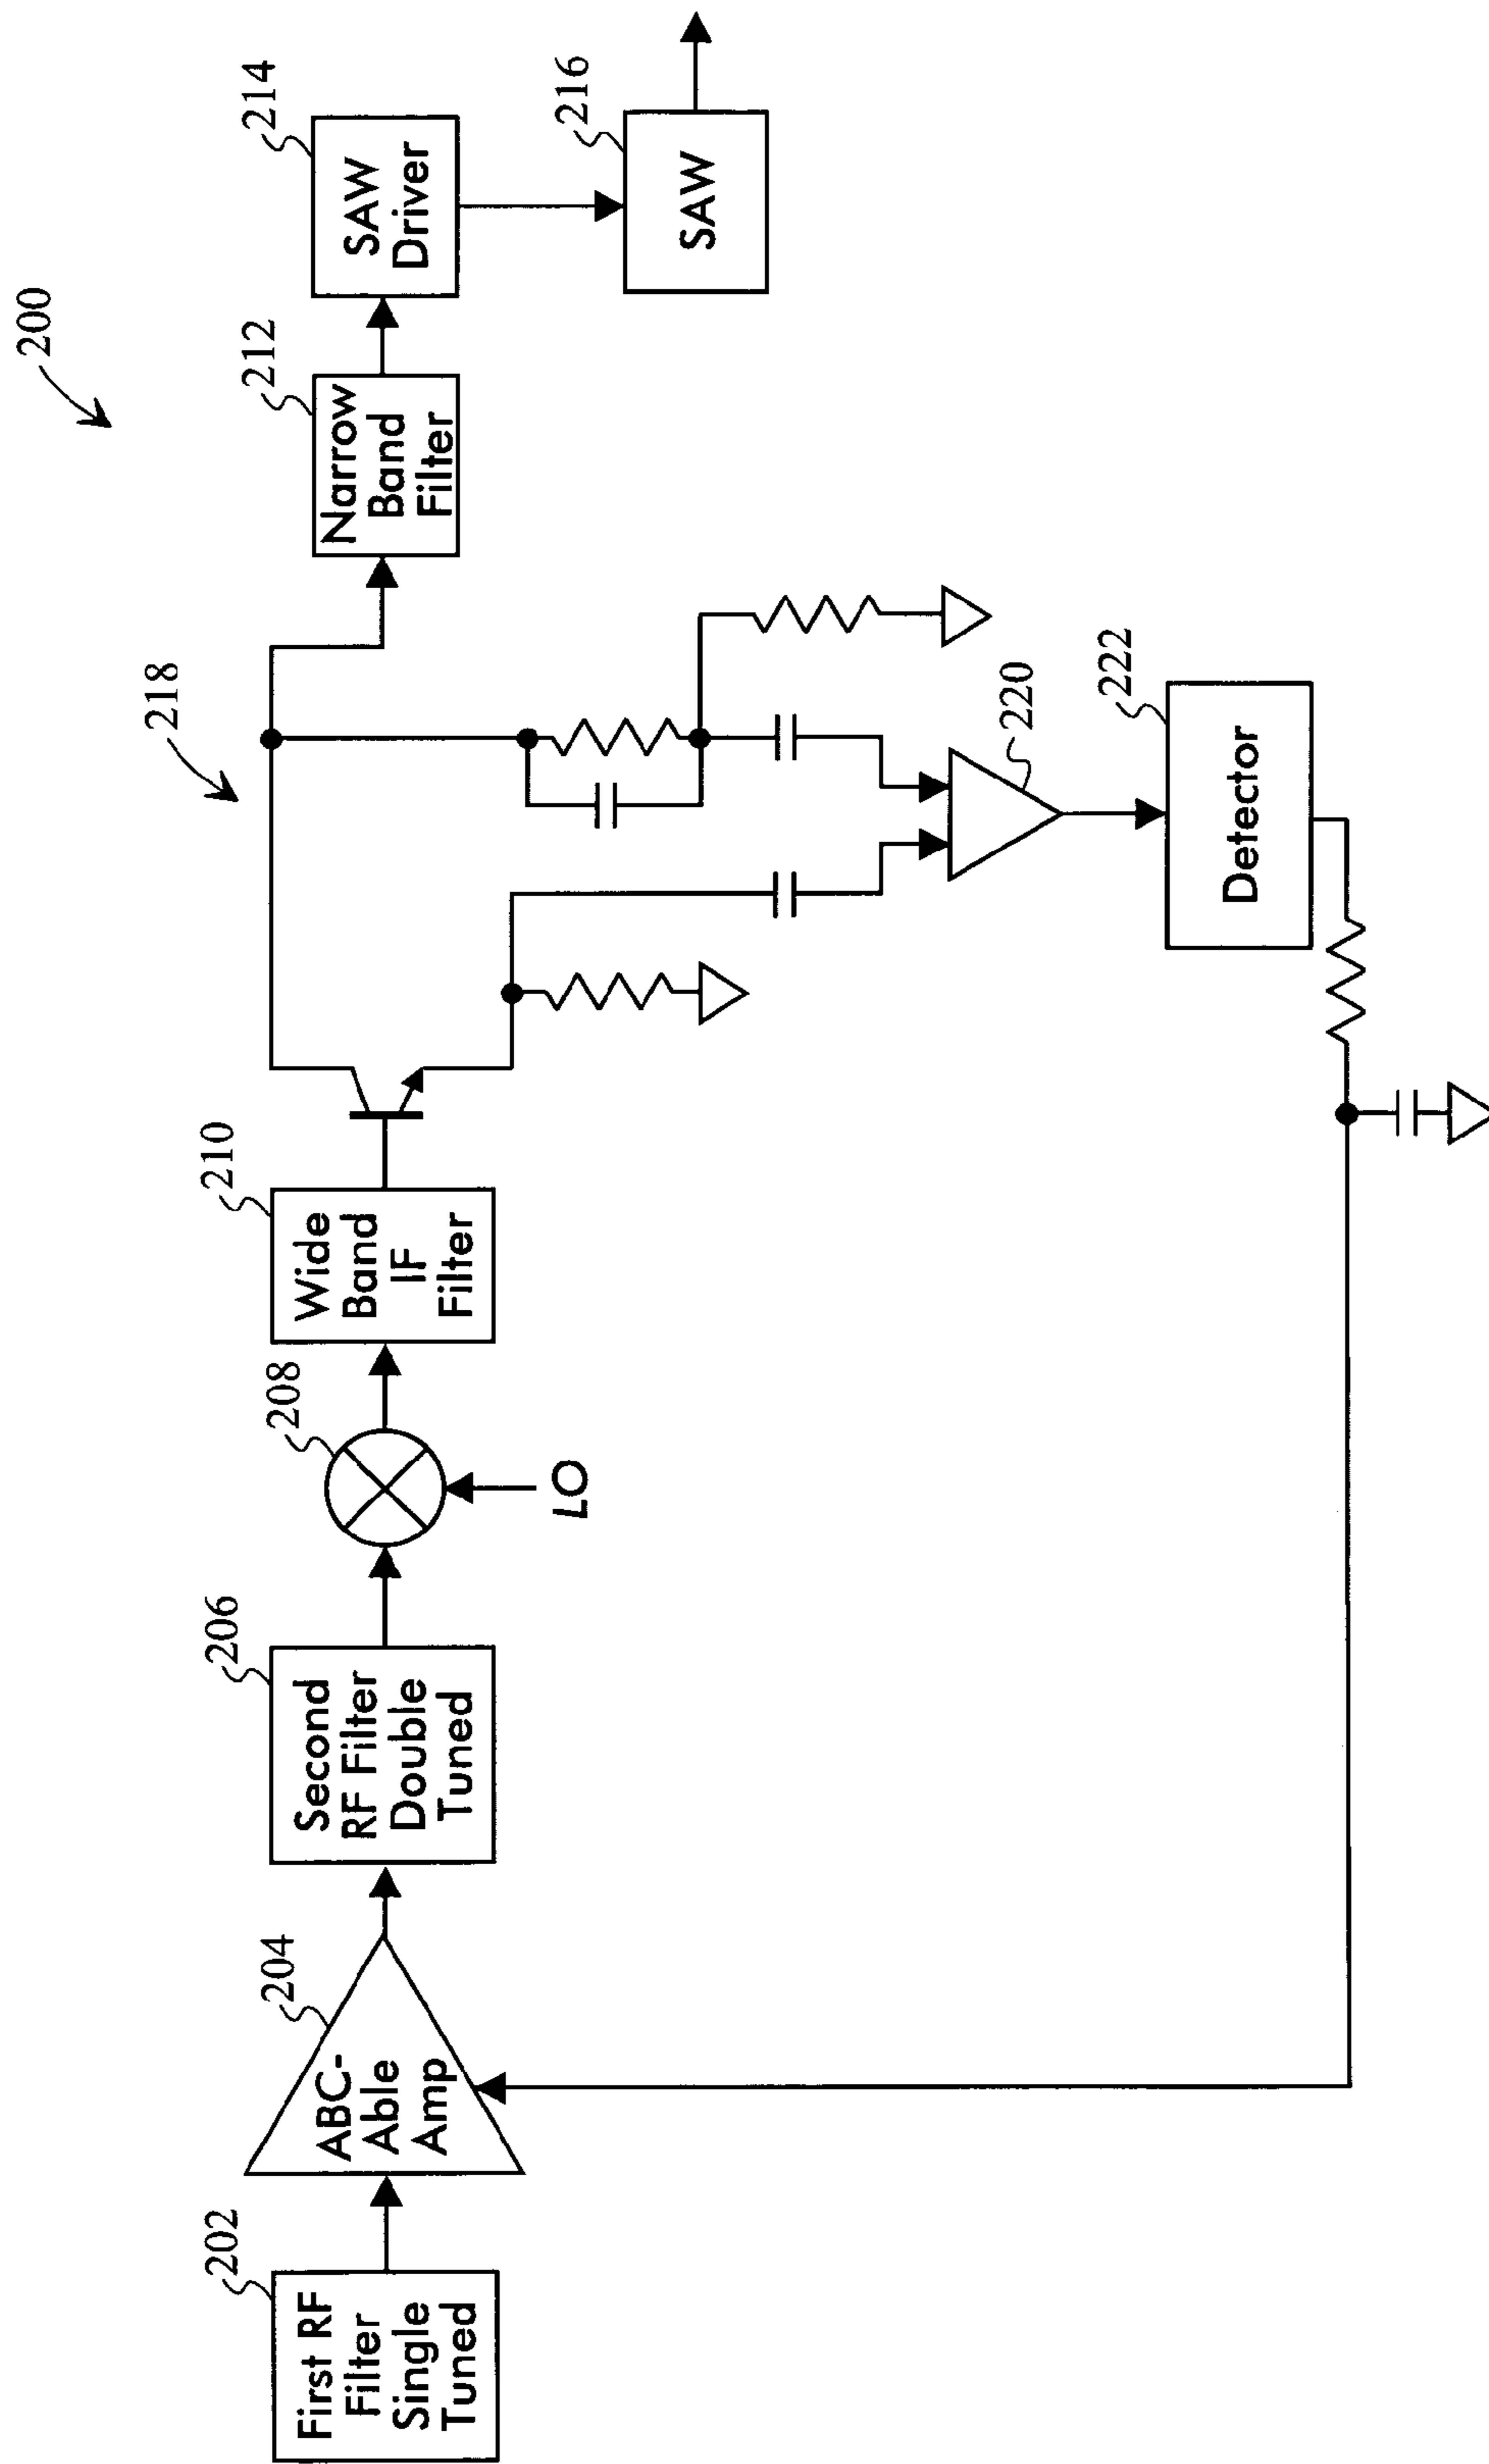 200
202
First RF
Filter
Single
Tuned
204
ABC-
Able
Amp
206
Second
RF Filter
Double
Tuned
208
LO
210
Wide
Band
IF
Filter
218
212
Narrow
Band
Filter
214
SAW
Driver
216
SAW
220
222
Detector